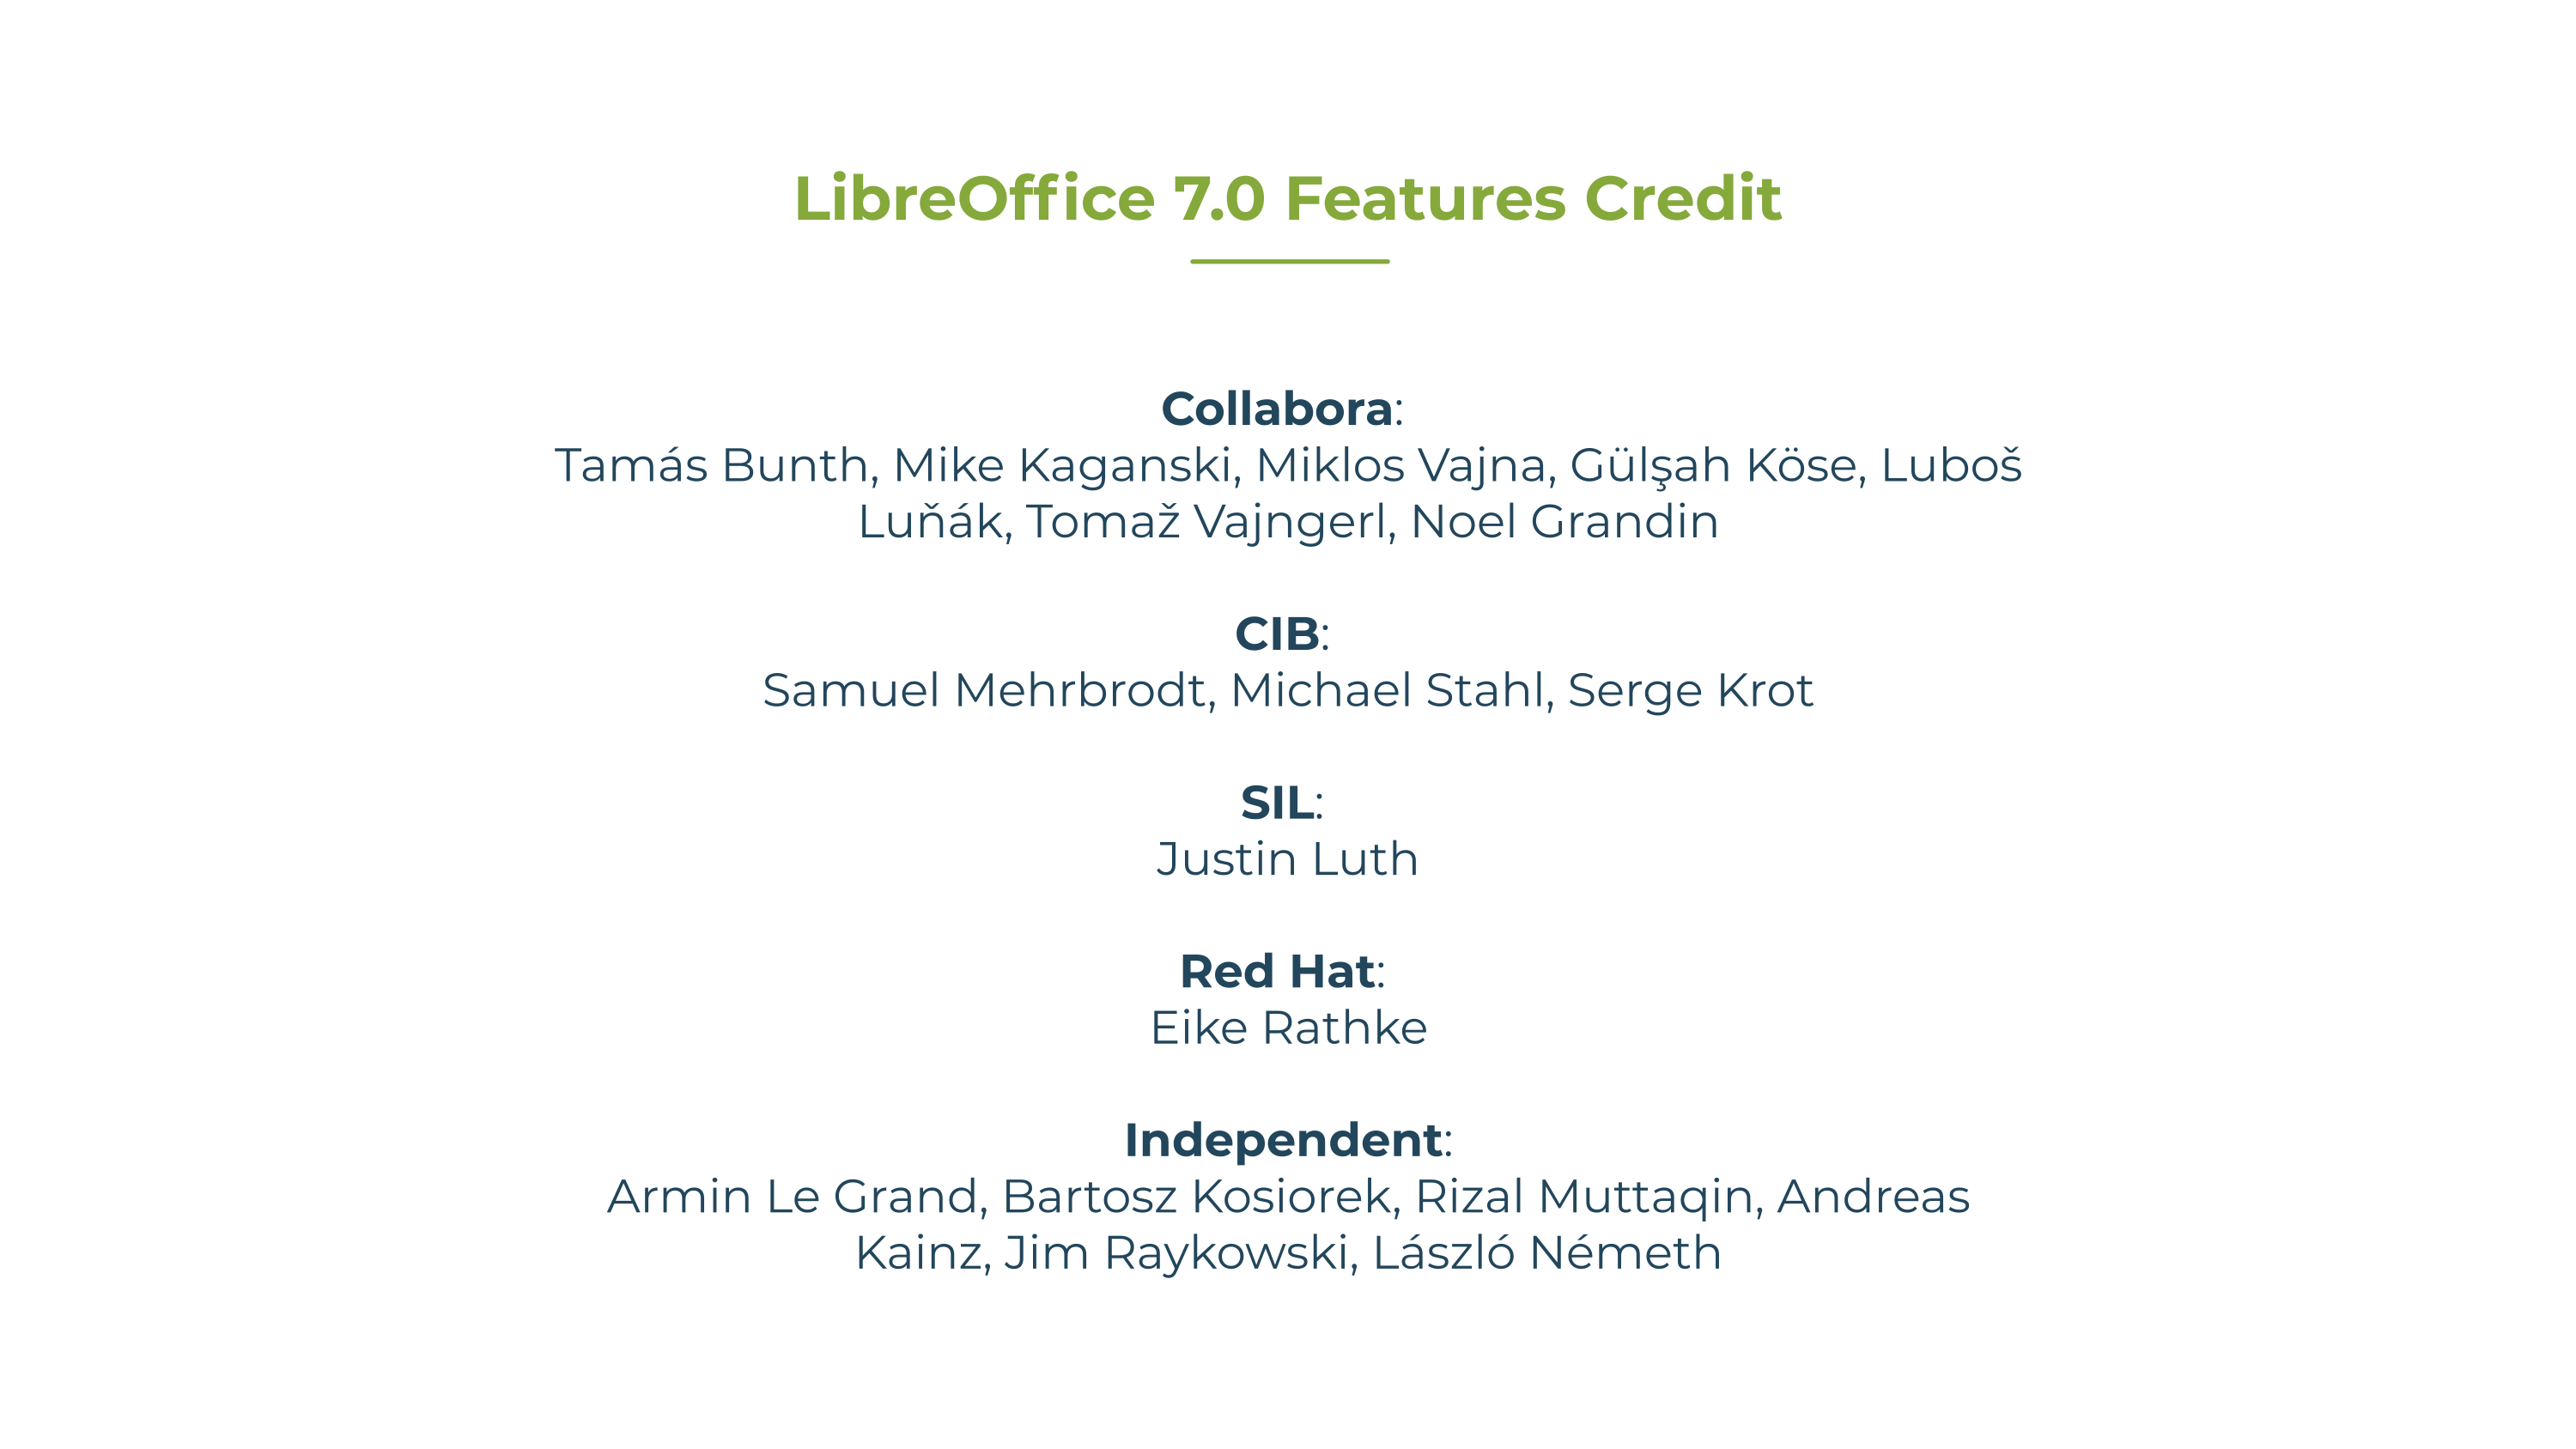 LibreOffice 7.0 Features Credit
Collabora:
Tamás Bunth, Mike Kaganski, Miklos Vajna, Gülşah Köse, Luboš
Luňák, Tomaž Vajngerl, Noel Grandin
CIB:
Samuel Mehrbrodt, Michael Stahl, Serge Krot
SIL:
Justin Luth
Red Hat:
Eike Rathke
Independent:
Armin Le Grand, Bartosz Kosiorek, Rizal Muttaqin, Andreas
Kainz, Jim Raykowski, László Németh